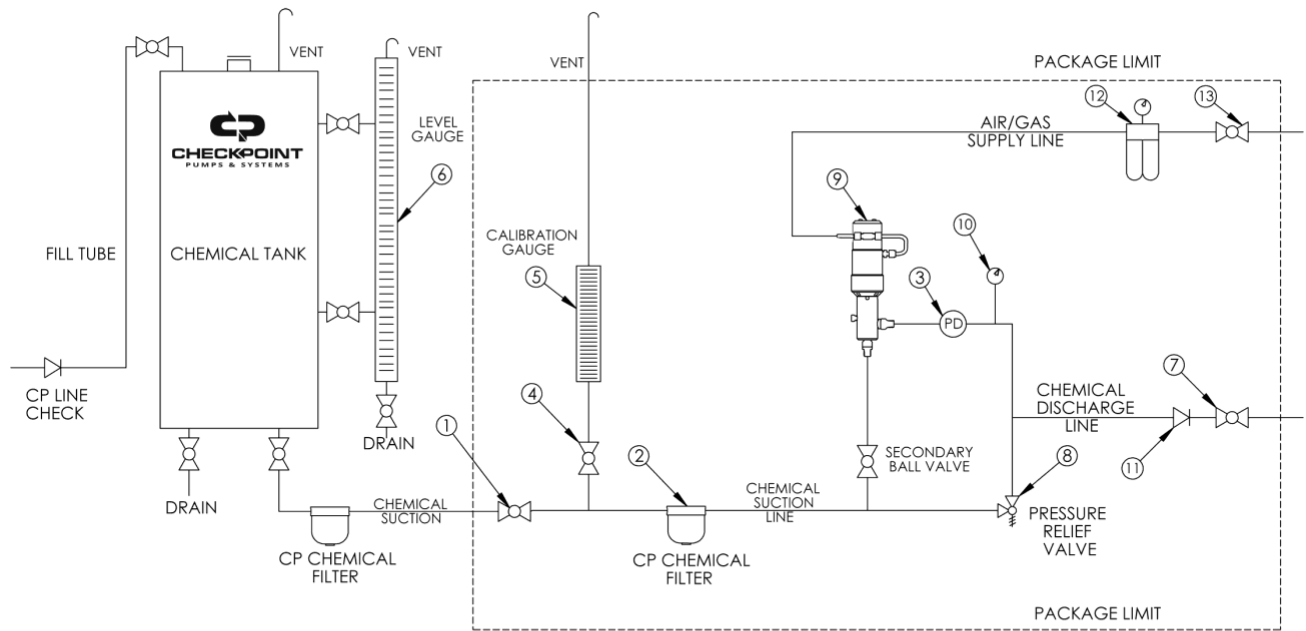 PACKAGE LIMIT
VENT
VENT
VENT
12
13
AIR/GAS
SUPPLY LINE
LEVEL
GAUGE
CHECKPOINT
PUMPS & SYSTEMS
6
9
10
CALIBRATION
GAUGE
FILL TUBE
CHEMICAL TANK
5
3
PD
7
CP LINE
CHECK
4
CHEMICAL
DISCHARGE
LINE
DRAIN
1
2
SECONDARY
BALL VALVE
8
11
DRAIN
CHEMICAL
SUCTION
CHEMICAL
SUCTION
LINE
PRESSURE
RELIEF
VALVE
CP CHEMICAL
FILTER
CP CHEMICAL
FILTER
PACKAGE LIMIT